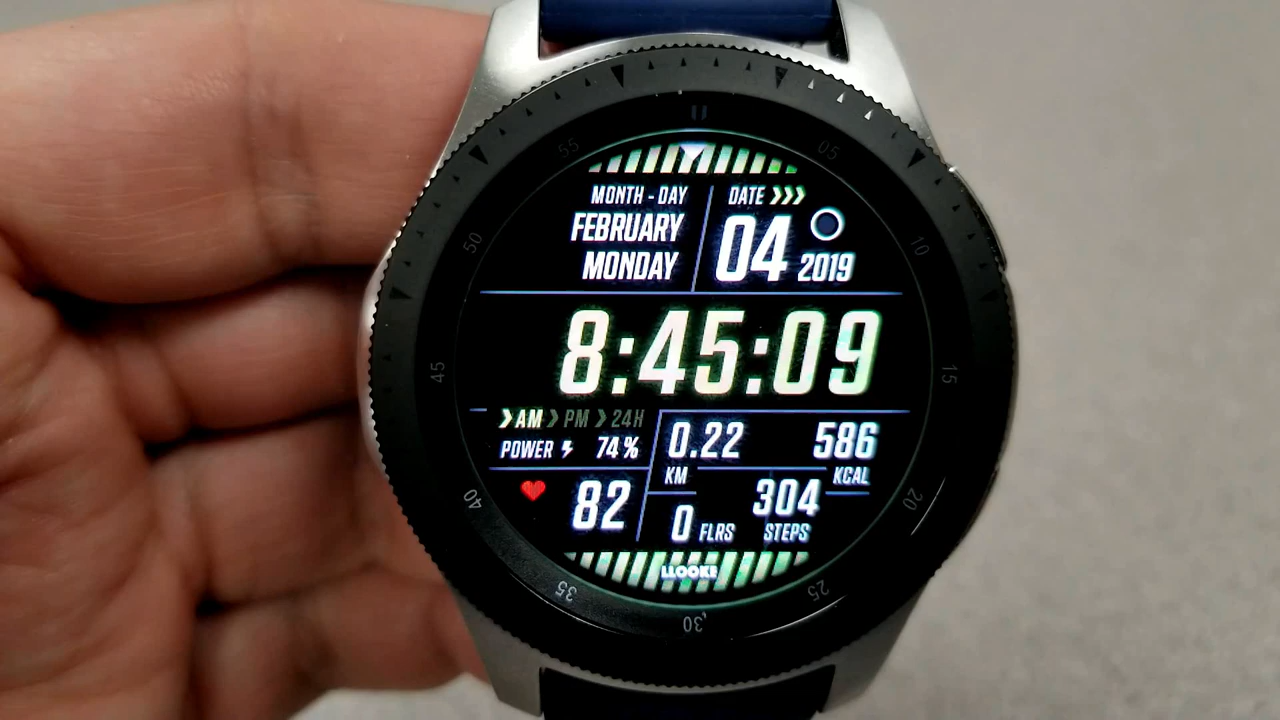 MONTH - DAY
FEBRUARY
MONDAY
DATE >>>
04
2019
8:45:09
>AM >PM >24H
POWER 74%
82
0.22
KM
586
KCAL
0 FLRS
304
STEPS
LLOOKE
05
10
15
20
25
30
35
40
45
50
55